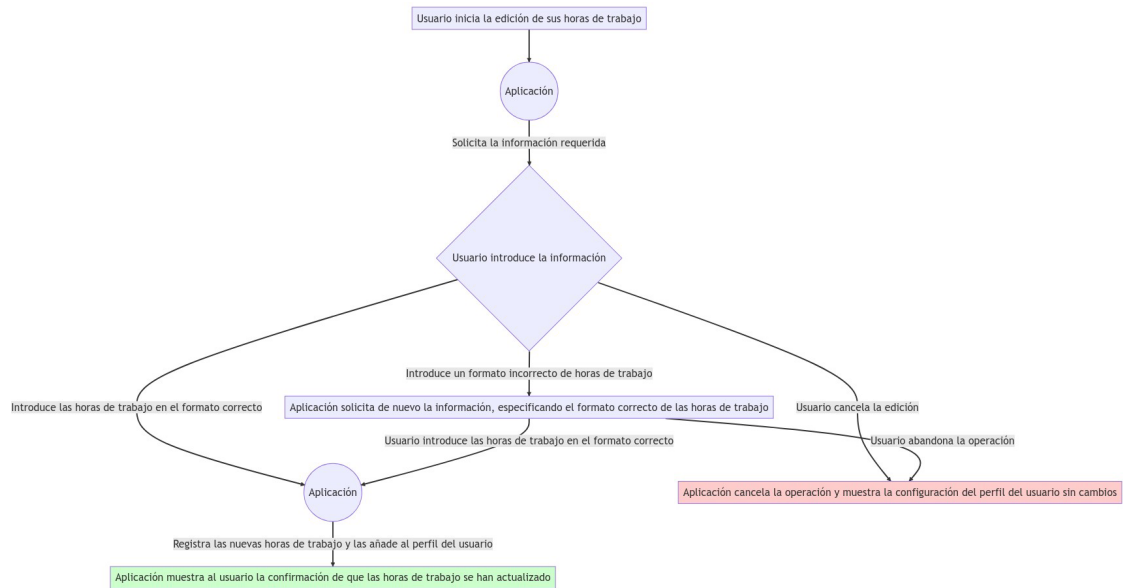 Usuario inicia la edición de sus horas de trabajo
Aplicación
Solicita la información requerida
Usuario introduce la información
Introduce un formato incorrecto de horas de trabajo
Introduce las horas de trabajo en el formato correcto
Aplicación solicita de nuevo la información, especificando el formato correcto de las horas de trabajo
Usuario cancela la edición
Usuario introduce las horas de trabajo en el formato correcto
Usuario abandona la operación
Aplicación
Aplicación cancela la operación y muestra la configuración del perfil del usuario sin cambios
Registra las nuevas horas de trabajo y las añade al perfil del usuario
Aplicación muestra al usuario la confirmación de que las horas de trabajo se han actualizado